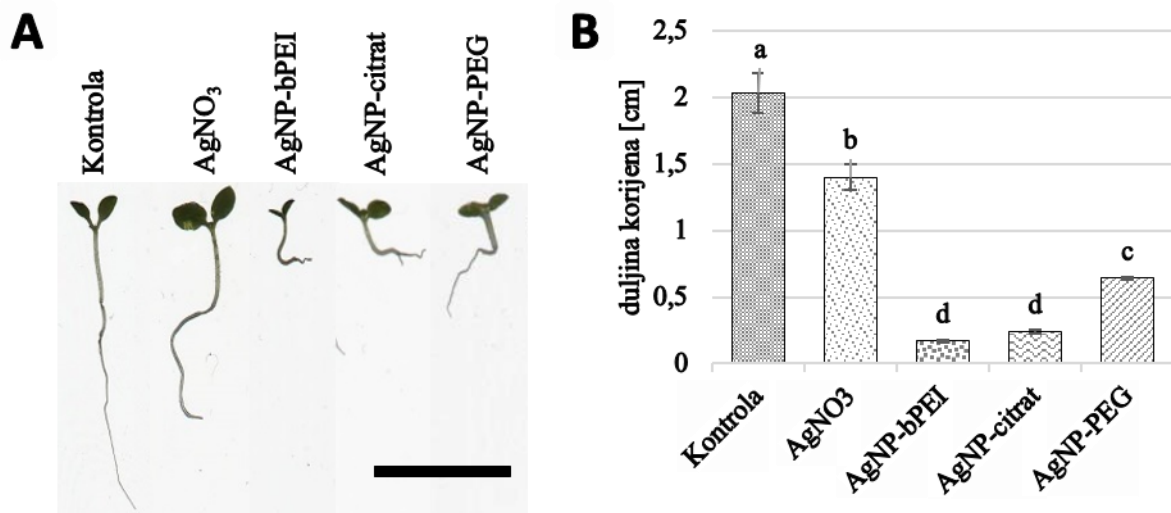 A
Kontrola
AgNO₃
AgNP-bPEI
AgNP-citrat
AgNP-PEG
B
duljina korijena [cm]
2,5
2
1,5
1
0,5
0
a
b
d
d
c
Kontrola
AgNO3
AgNP-bPEI
AgNP-citrat
AgNP-PEG